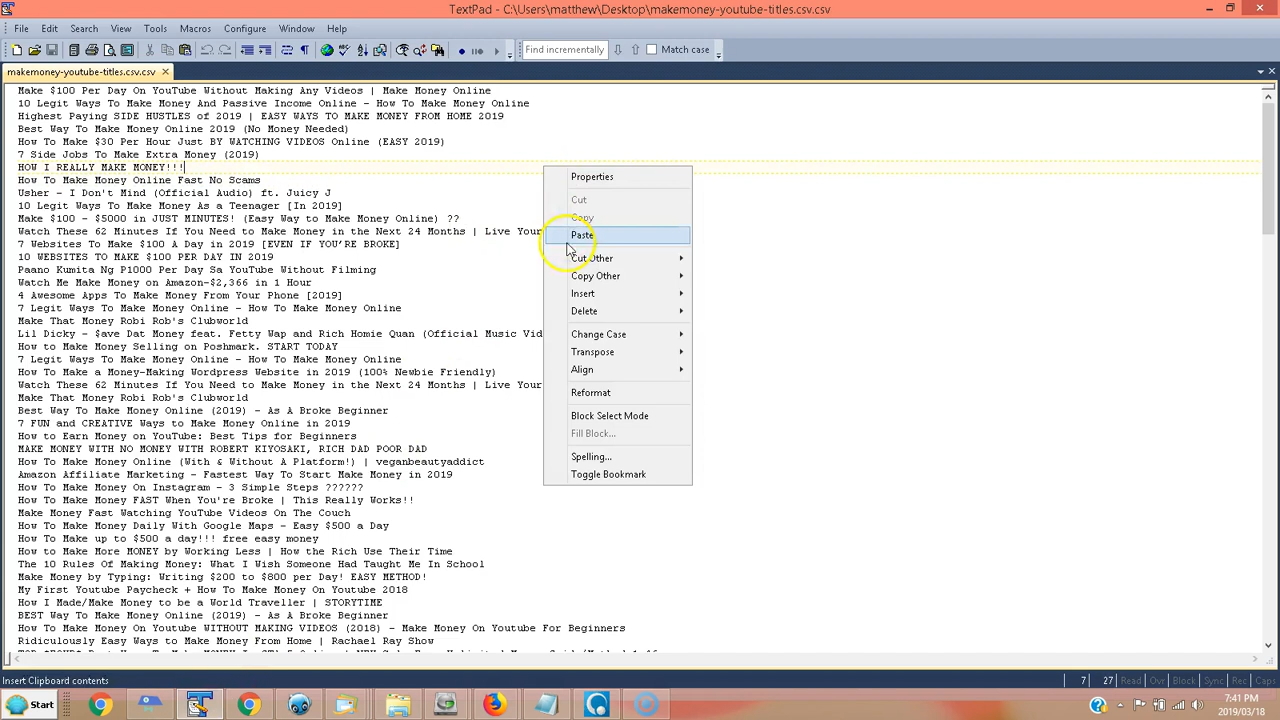 TextPad - C:\Users\matthew\Desktop\makemoney-youtube-titles.csv.csv
File Edit Search View Tools Macros Configure Window Help
Find incrementally Match case
makemoney-youtube-titles.csv.csv
Make $100 Per Day On YouTube Without Making Any Videos | Make Money Online
10 Legit Ways To Make Money And Passive Income Online - How To Make Money Online
Highest Paying SIDE HUSTLES of 2019 | EASY WAYS TO MAKE MONEY FROM HOME 2019
Best Way To Make Money Online 2019 (No Money Needed)
How To Make $30 Per Hour Just BY WATCHING VIDEOS Online (EASY 2019)
7 Side Jobs To Make Extra Money (2019)
HOW I REALLY MAKE MONEY!!!
How To Make Money Online Fast No Scams
Usher - I Don't Mind (Official Audio) ft. Juicy J
10 Legit Ways To Make Money As a Teenager [In 2019]
Make $100 - $5000 in JUST MINUTES! (Easy Way to Make Money Online) ??
Watch These 62 Minutes If You Need to Make Money in the Next 24 Months | Live Your
7 Websites To Make $100 A Day in 2019 [EVEN IF YOU'RE BROKE]
10 WEBSITES TO MAKE $100 PER DAY IN 2019
Paano Kumita Ng P1000 Per Day Sa YouTube Without Filming
Watch Me Make Money on Amazon-$2,366 in 1 Hour
4 Awesome Apps To Make Money From Your Phone [2019]
7 Legit Ways To Make Money Online - How To Make Money Online
Make That Money Robi Rob's Clubworld
Lil Dicky - $ave Dat Money feat. Fetty Wap and Rich Homie Quan (Official Music Vid
How to Make Money Selling on Poshmark. START TODAY
7 Legit Ways To Make Money Online - How To Make Money Online
How To Make a Money-Making Wordpress Website in 2019 (100% Newbie Friendly)
Watch These 62 Minutes If You Need to Make Money in the Next 24 Months | Live Your
Make That Money Robi Rob's Clubworld
Best Way To Make Money Online (2019) - As A Broke Beginner
7 FUN and CREATIVE Ways to Make Money Online in 2019
How to Earn Money on YouTube: Best Tips for Beginners
MAKE MONEY WITH NO MONEY WITH ROBERT KIYOSAKI, RICH DAD POOR DAD
How To Make Money Online (With & Without A Platform!) | veganbeautyaddict
Amazon Affiliate Marketing - Fastest Way To Start Make Money in 2019
How To Make Money On Instagram - 3 Simple Steps ??????
How To Make Money FAST When You're Broke | This Really Works!!
Make Money Fast Watching YouTube Videos On The Couch
How To Make Money Daily With Google Maps - Easy $500 a Day
How To Make up to $500 a day!!! free easy money
How to Make More MONEY by Working Less | How the Rich Use Their Time
The 10 Rules Of Making Money: What I Wish Someone Had Taught Me In School
Make Money by Typing: Writing $200 to $800 per Day! EASY METHOD!
My First Youtube Paycheck + How To Make Money On Youtube 2018
How I Made/Make Money to be a World Traveller | STORYTIME
BEST Way To Make Money Online (2019) - As A Broke Beginner
How To Make Money On Youtube WITHOUT MAKING VIDEOS (2018) - Make Money On Youtube For Beginners
Ridiculously Easy Ways to Make Money From Home | Rachael Ray Show
Properties
Cut
Copy
Paste
Cut Other
Copy Other
Insert
Delete
Change Case
Transpose
Align
Reformat
Block Select Mode
Fill Block...
Spelling...
Toggle Bookmark
Insert Clipboard contents 7 27 Read Ovr Block Sync Rec Caps
Start
7:41 PM
2019/03/18